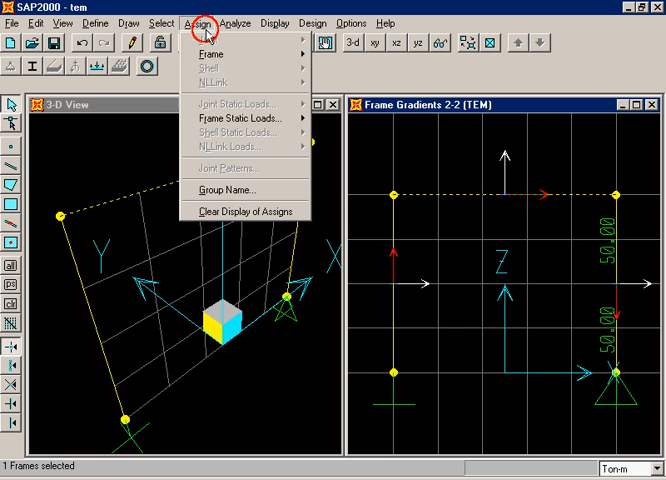 SAP2000 - tem
File Edit View Define Draw Select Assign Analyze Display Design Options Help
3-d xy xz yz
Frame
Shell
NLLink
Joint Static Loads...
Frame Static Loads...
Shell Static Loads...
NLLink Loads...
Joint Patterns...
Group Name...
Clear Display of Assigns
3-D View
Frame Gradients 2-2 (TEM)
all
ps
clr
Y
X
Z
X
50.00
50.00
1 Frames selected
Ton-m